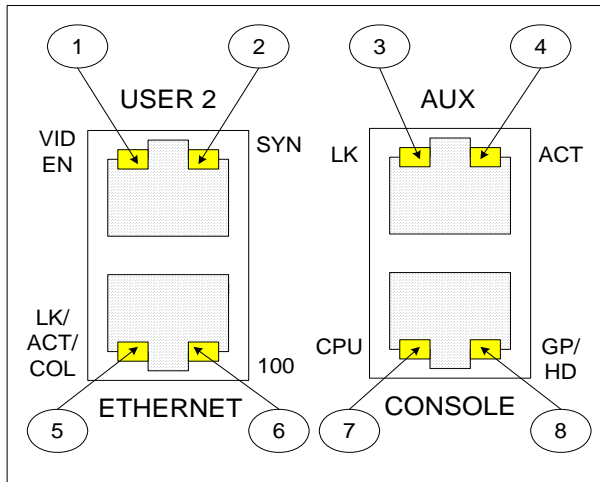 1
2
3
4
USER 2
AUX
VID
EN
SYN
LK
ACT
LK/
ACT/
COL
100
CPU
GP/
HD
ETHERNET
CONSOLE
5
6
7
8